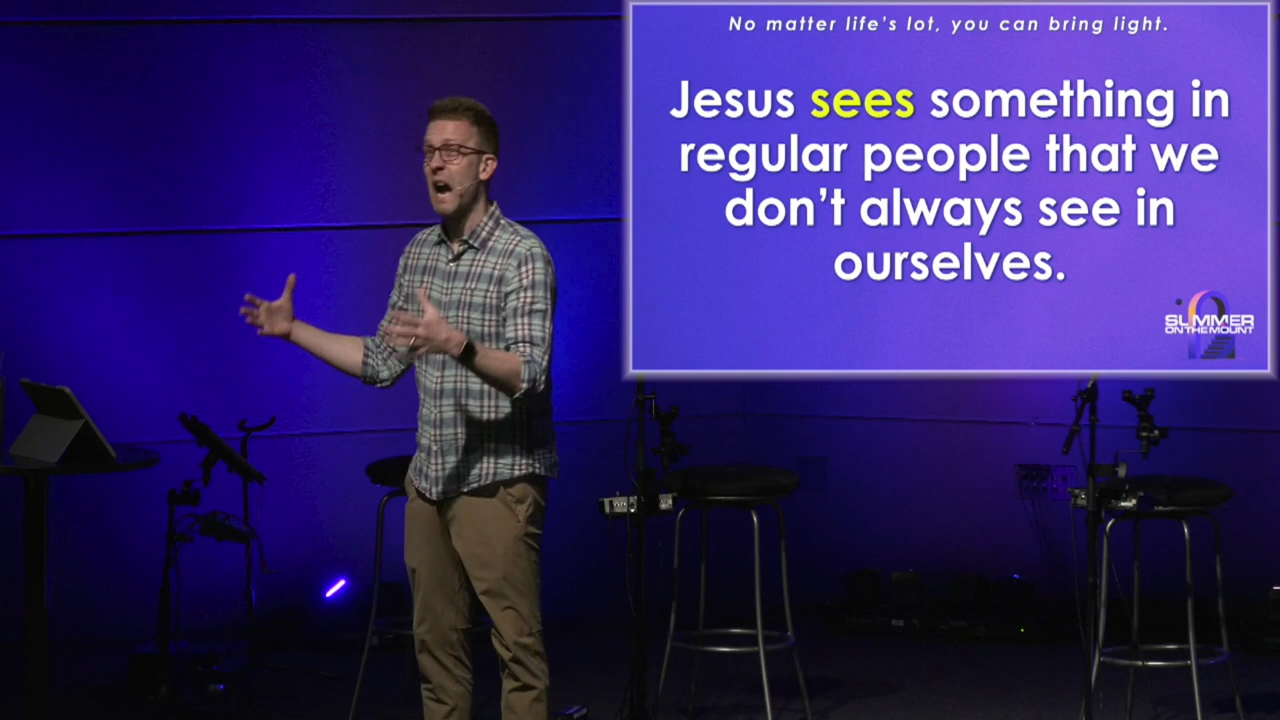 No matter life's lot, you can bring light.
Jesus sees something in
regular people that we
don't always see in
ourselves.
SUMMER
ON THE MOUNT